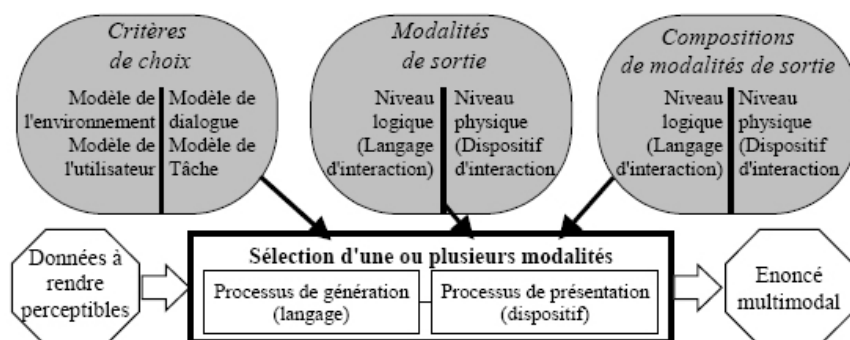 Critères
de choix
Modèle de
l'environnement
Modèle de
l'utilisateur
Modèle de
dialogue
Modèle de
Tâche
Modalités
de sortie
Niveau
logique
(Langage
d'interaction)
Niveau
physique
(Dispositif
d'interaction
Compositions
de modalités de sortie
Niveau
logique
(Langage
d'interaction)
Niveau
physique
(Dispositif
d'interaction
Données à
rendre
perceptibles
Sélection d'une ou plusieurs modalités
Processus de génération
(langage)
Processus de présentation
(dispositif)
Enoncé
multimodal